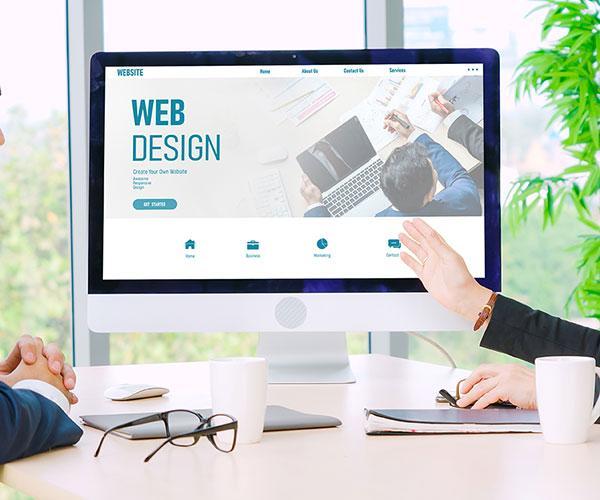 WEBSITE
Home About Us Contact Us Services
WEB
DESIGN
Create Your Own Website
Awesome
Responsive
Design
GET STARTED
Home Business Marketing Contact